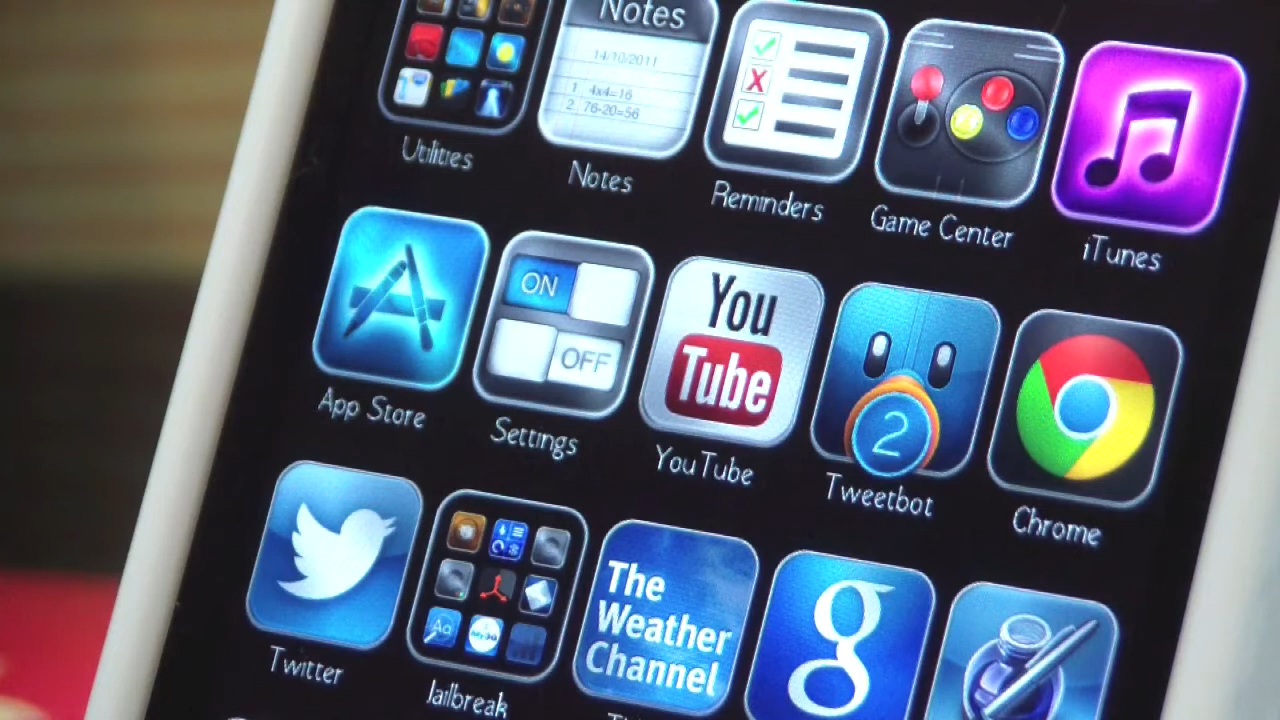 Notes
14/10/2011
1 4x4=16
2 76-20=56
Utilities
Notes
Reminders
Game Center
iTunes
ON
OFF
You
Tube
2
App Store
Settings
YouTube
Tweetbot
Chrome
The
Weather
Channel
g
Twitter
Jailbreak